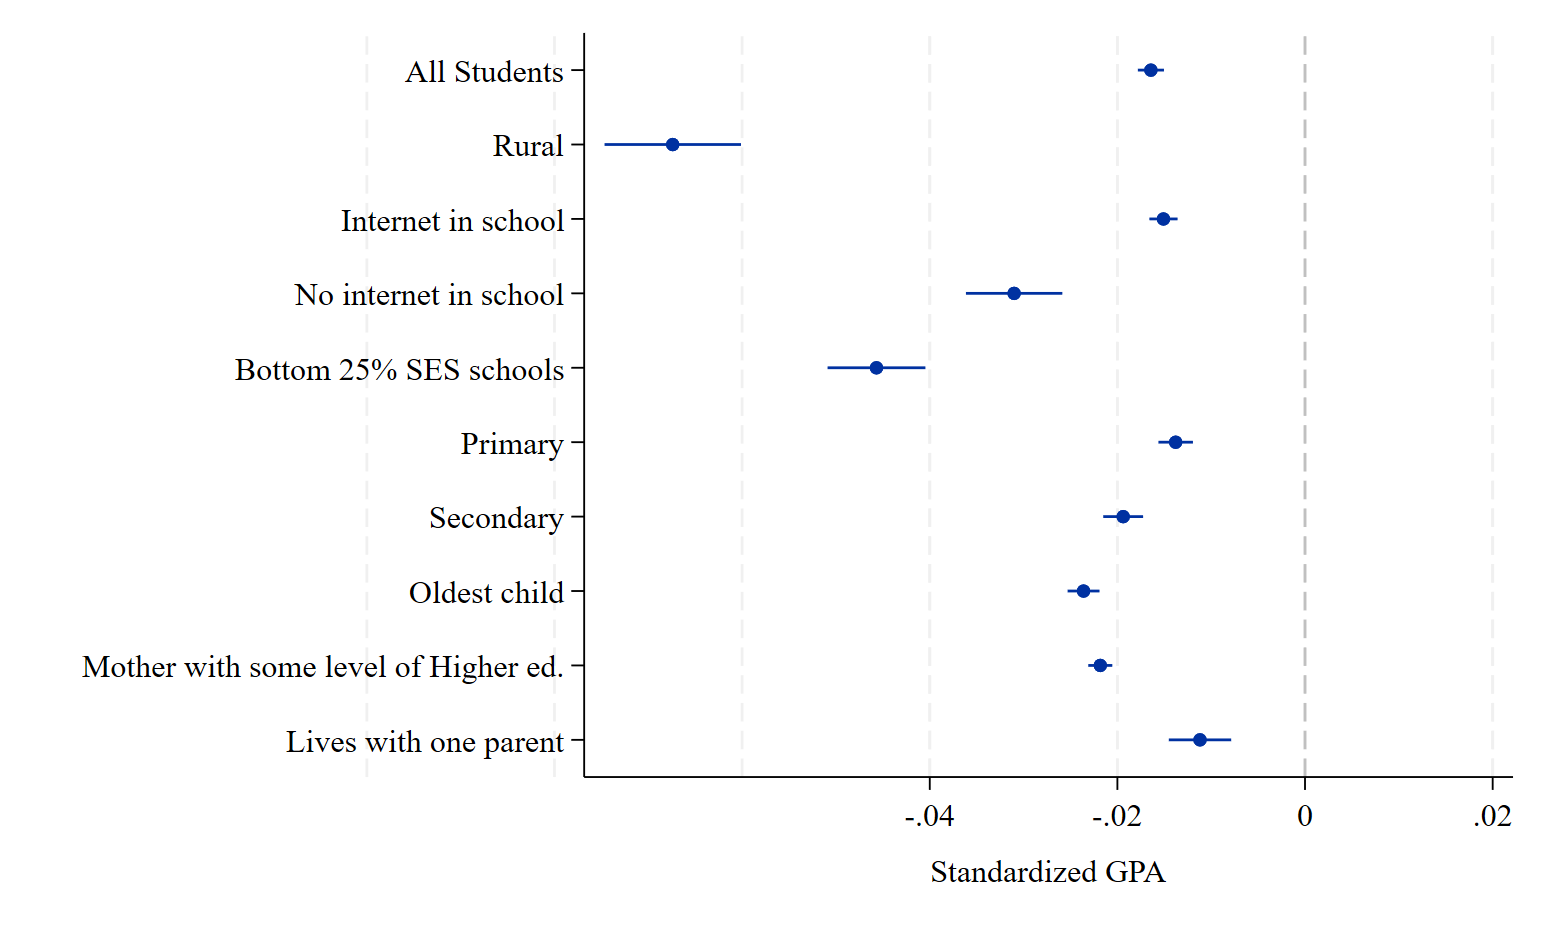 All Students
Rural
Internet in school
No internet in school
Bottom 25% SES schools
Primary
Secondary
Oldest child
Mother with some level of Higher ed.
Lives with one parent
-.04 -.02 0 .02
Standardized GPA